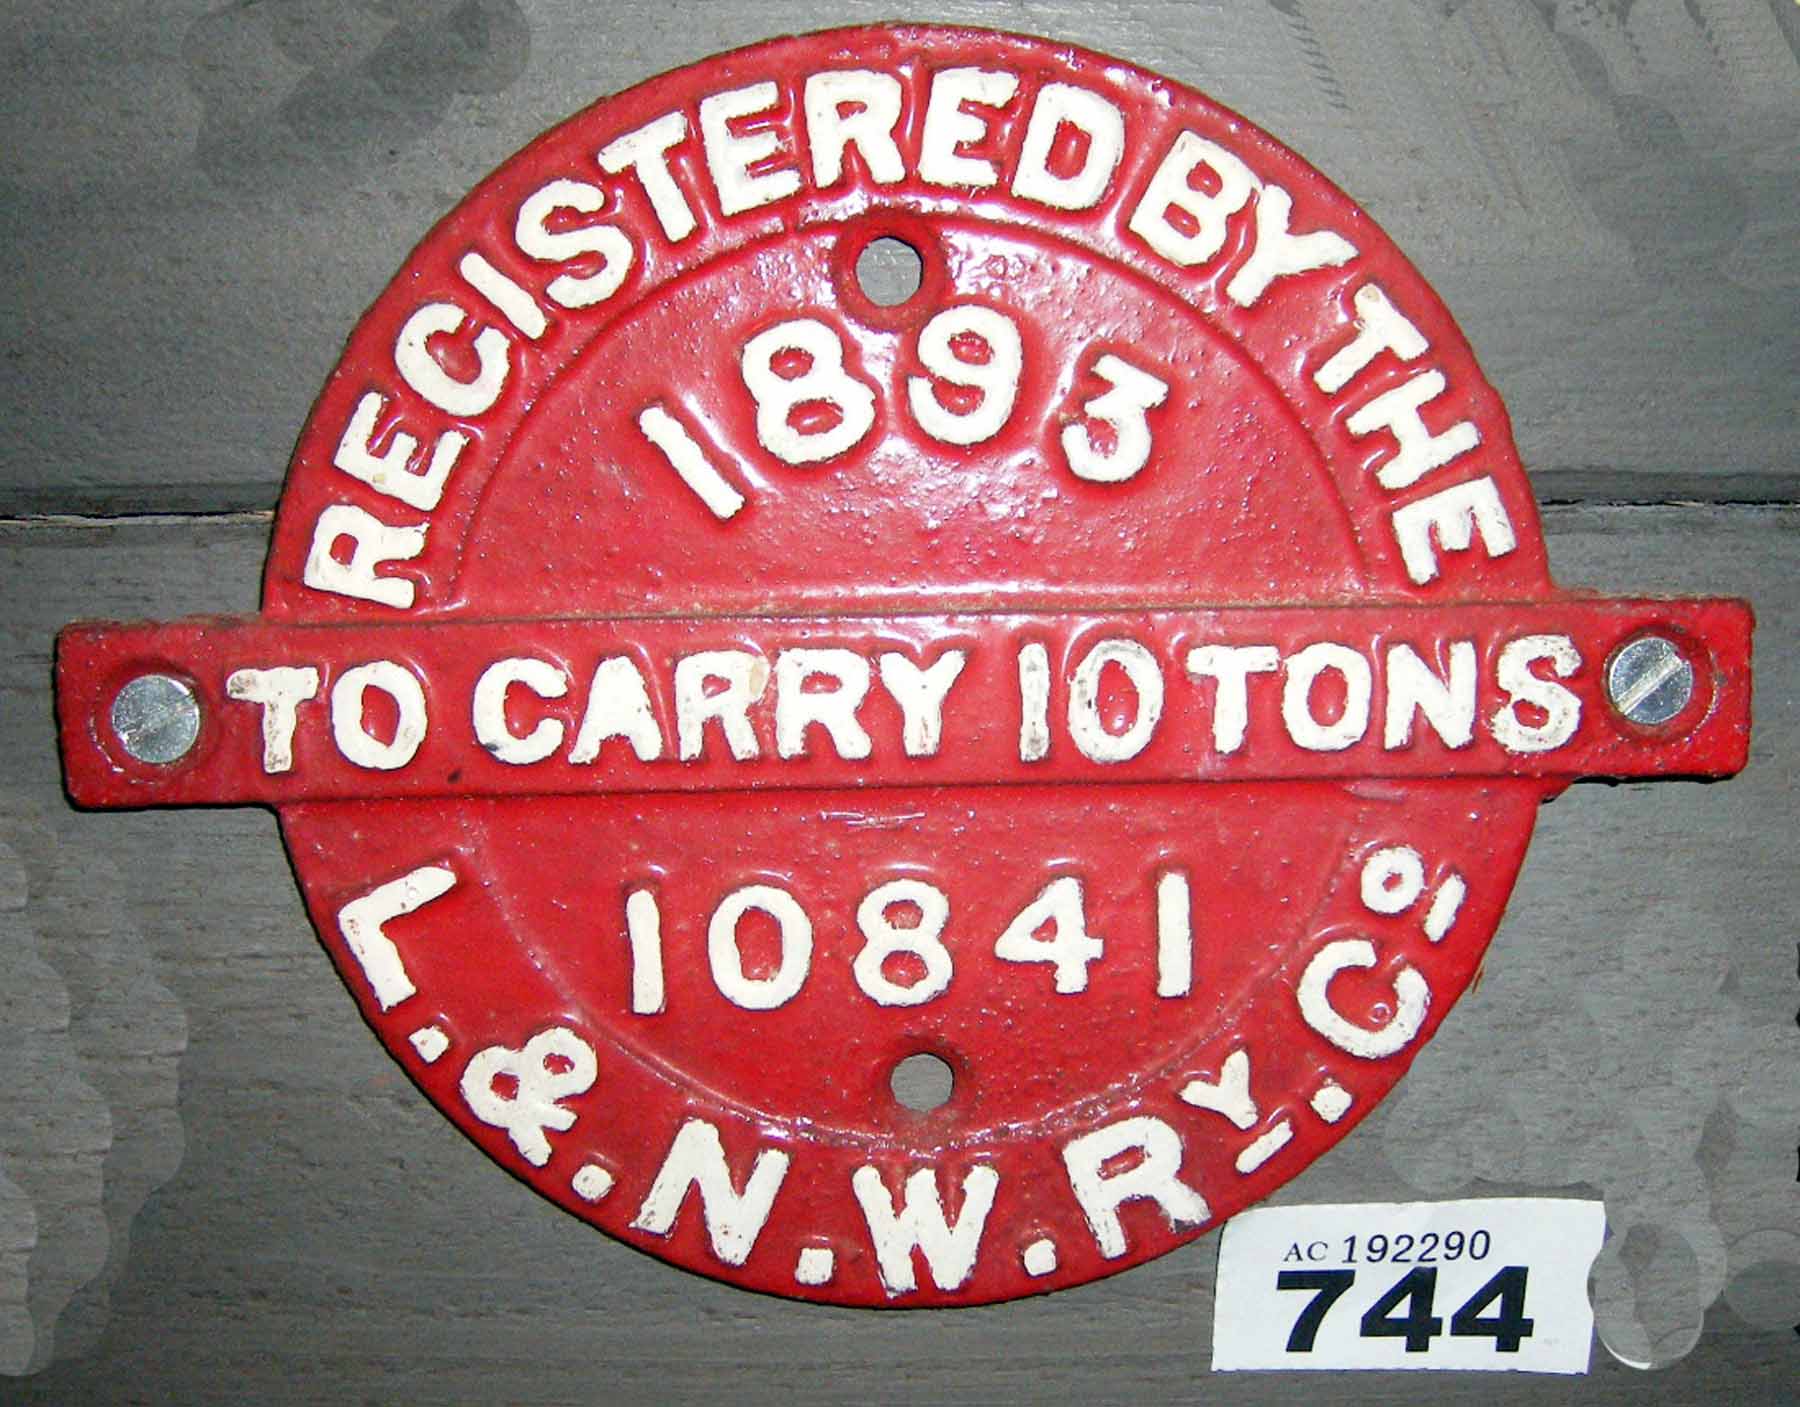 REGISTERED BY THE
1893
TO CARRY 10 TONS
10841
L.&.N.W.Ry.Co.
AC 192290
744